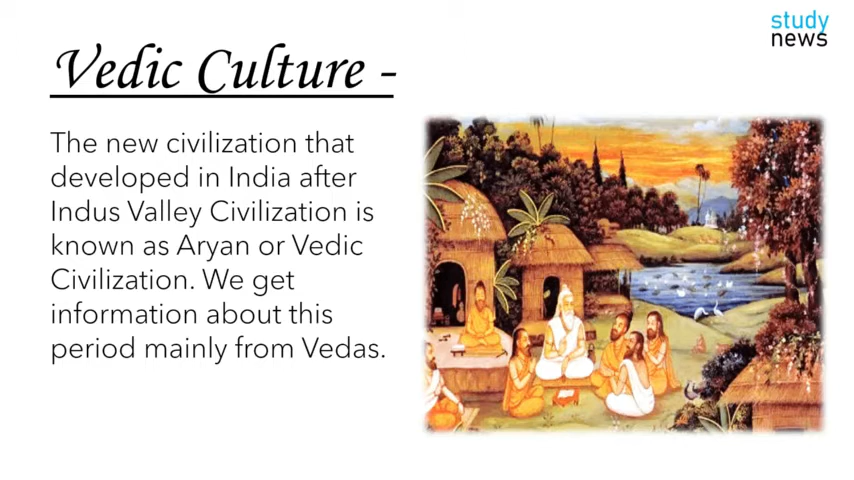 study
news
Vedic Culture -
The new civilization that
developed in India after
Indus Valley Civilization is
known as Aryan or Vedic
Civilization. We get
information about this
period mainly from Vedas.